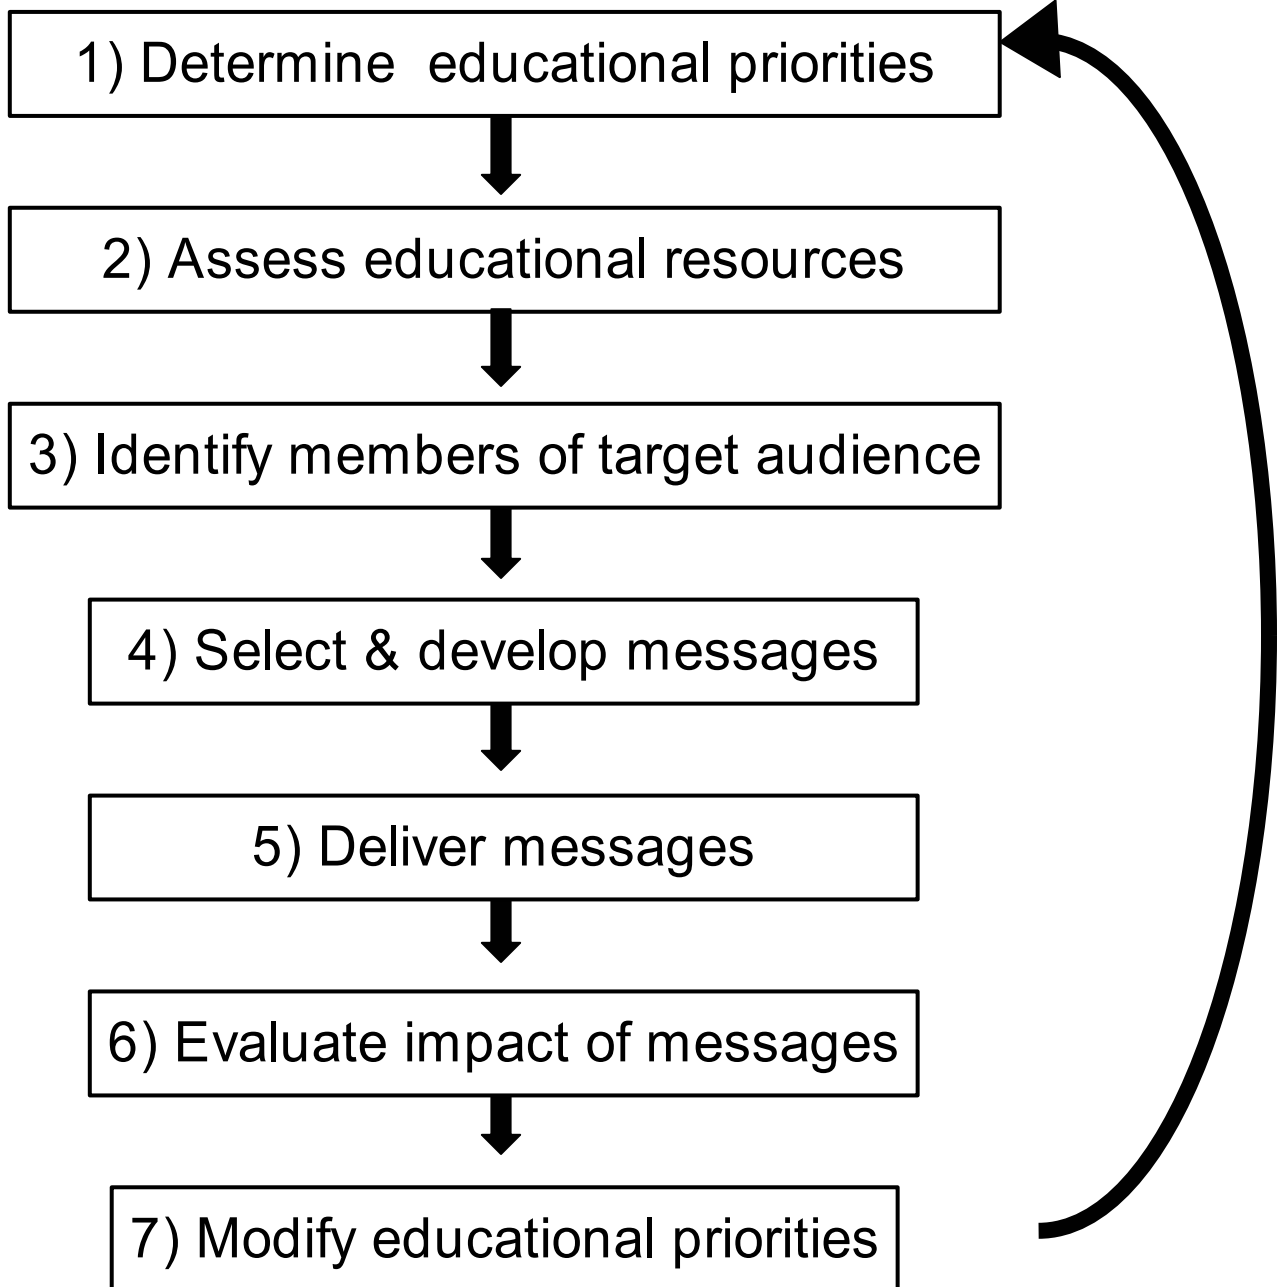 1) Determine educational priorities
2) Assess educational resources
3) Identify members of target audience
4) Select & develop messages
5) Deliver messages
6) Evaluate impact of messages
7) Modify educational priorities